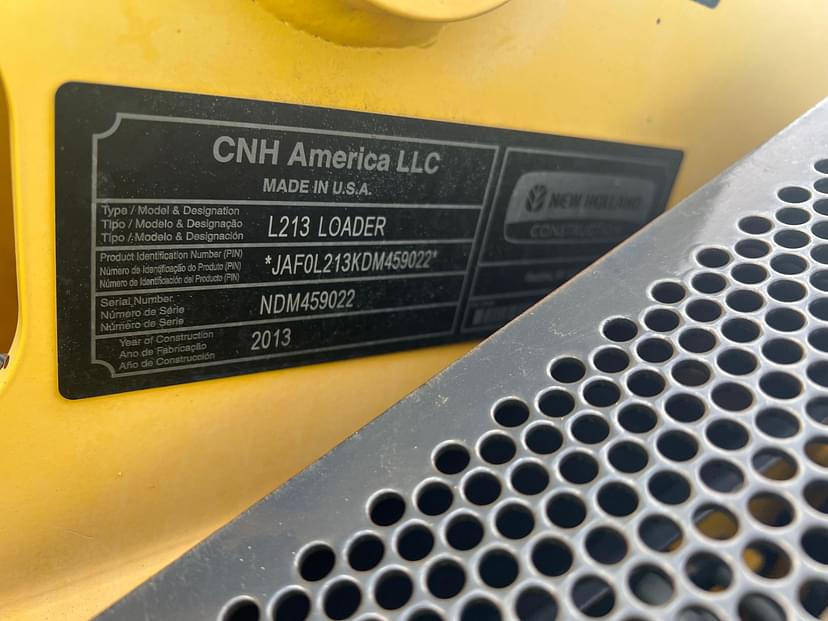 CNH America LLC
MADE IN U.S.A.
Type / Model & Designation
Tipo / Modelo & Designação
Tipo / Modelo & Designación
L213 LOADER
Product Identification Number (PIN)
Número de Identificação do Produto (PIN)
Número de Identificación del Producto (PIN)
*JAF0L213KDM459022*
Serial Number
Número de Série
Número de Serie
NDM459022
Year of Construction
Ano de Fabricação
Año de Construción
2013
NEW HOLLAND